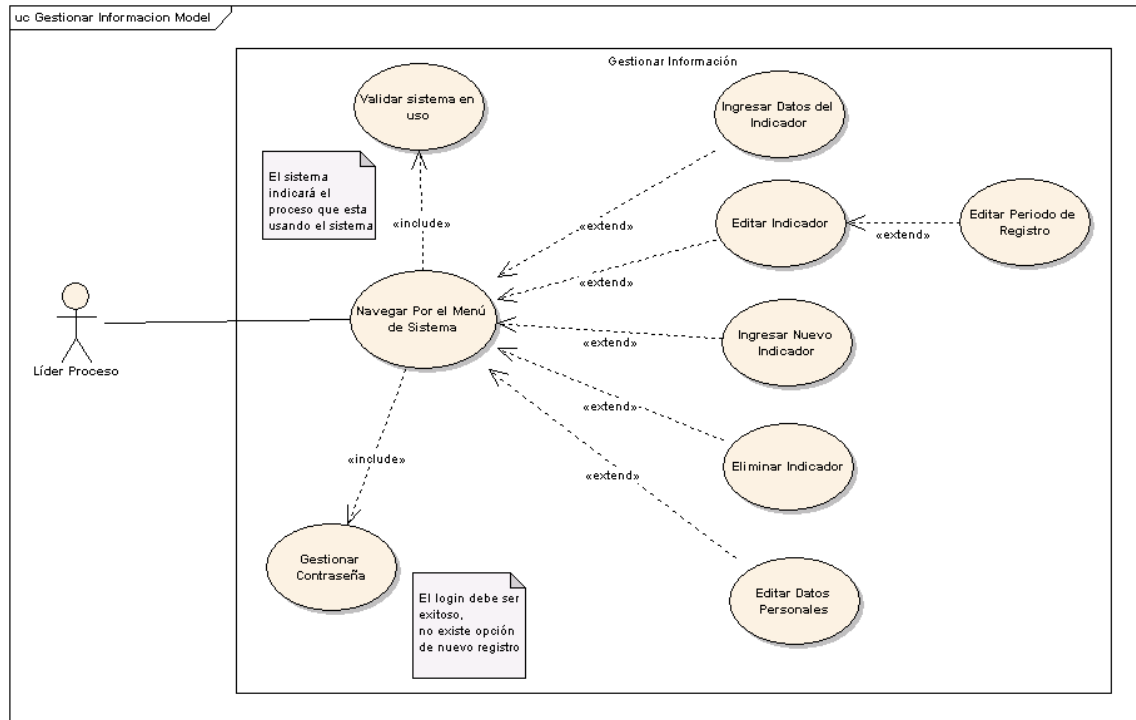 uc Gestionar Informacion Model
Gestionar Información
Validar sistema en
uso
Ingresar Datos del
Indicador
El sistema
indicará el
proceso que esta
usando el sistema
«include»
«extend»
Editar Indicador
«extend»
Editar Periodo de
Registro
«extend»
Navegar Por el Menú
de Sistema
Ingresar Nuevo
Indicador
«extend»
Líder Proceso
«extend»
«include»
Eliminar Indicador
«extend»
Gestionar
Contraseña
El login debe ser
exitoso,
no existe opción
de nuevo registro
Editar Datos
Personales